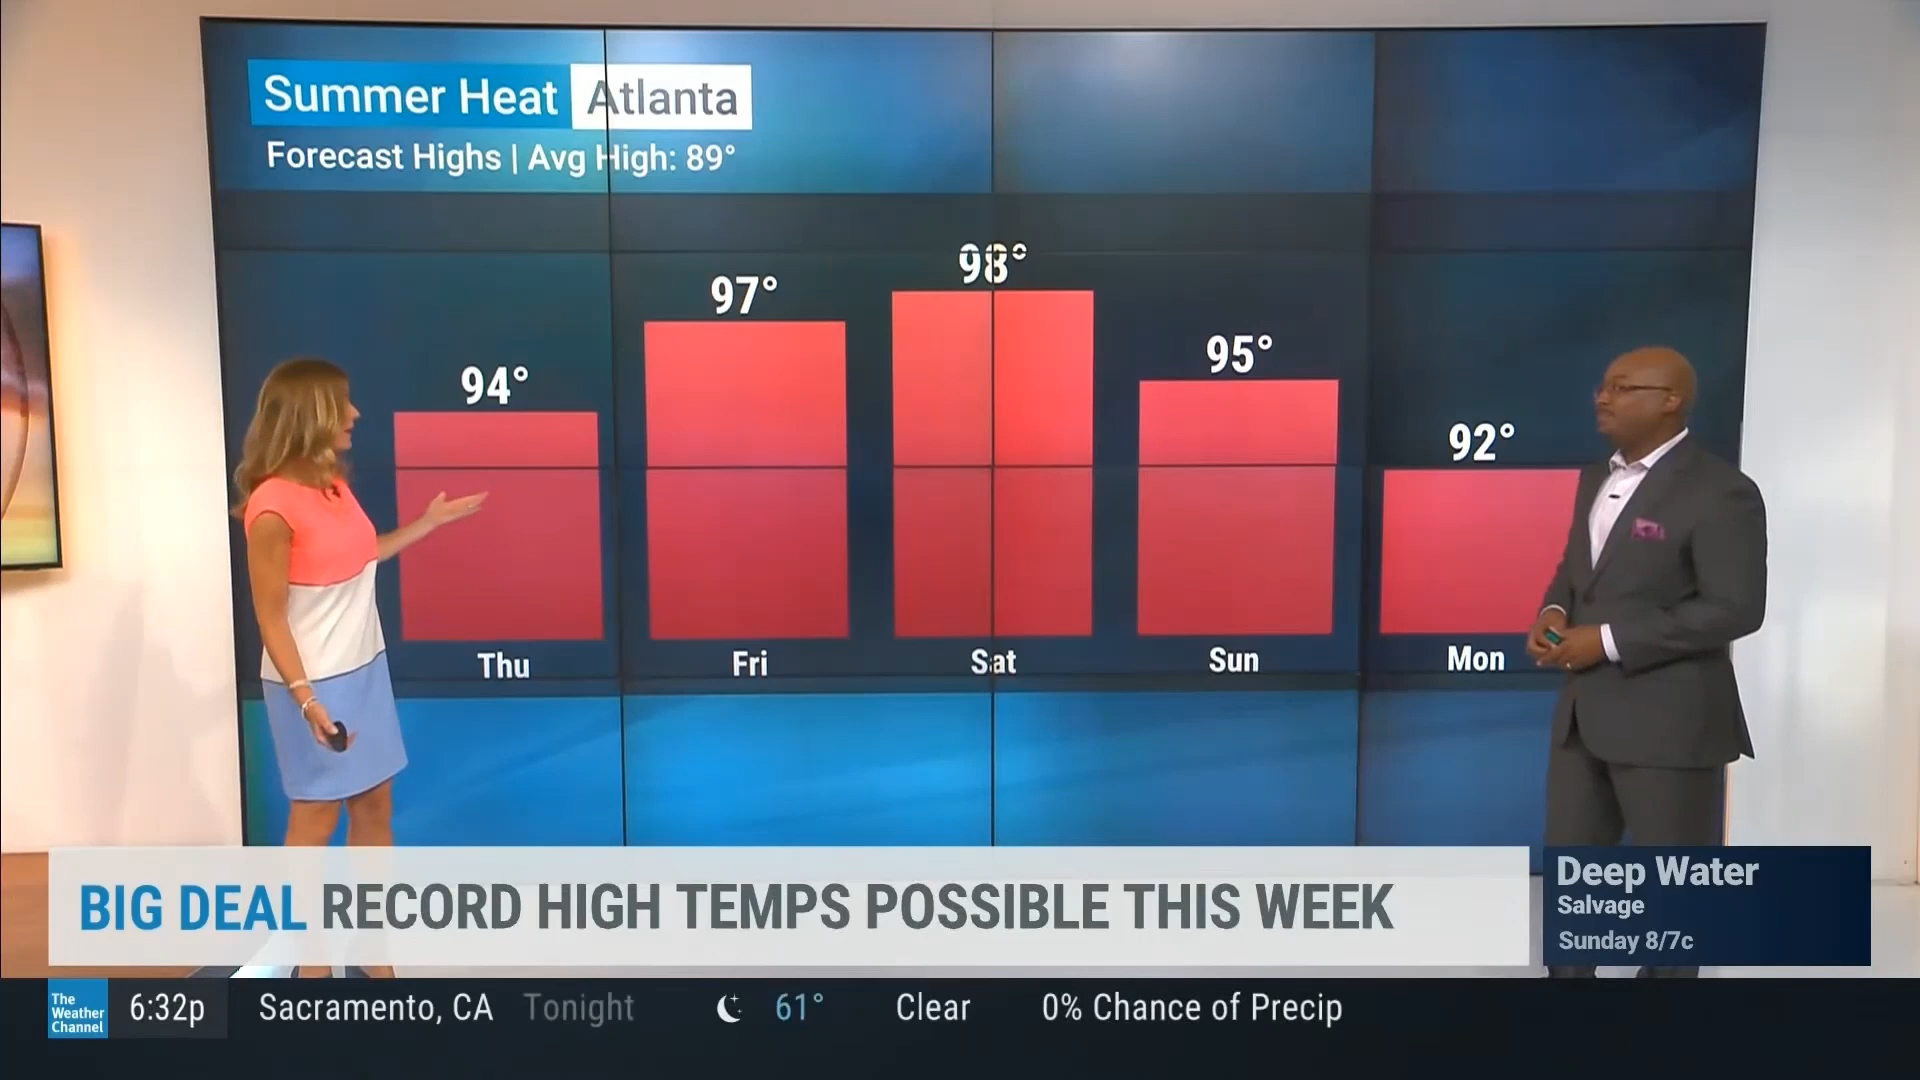 Summer Heat Atlanta
Forecast Highs | Avg High: 89°
94° 97° 98° 95° 92°
Thu Fri Sat Sun Mon
BIG DEAL RECORD HIGH TEMPS POSSIBLE THIS WEEK
Deep Water
Salvage
Sunday 8/7c
The
Weather
Channel
6:32p Sacramento, CA Tonight 61° Clear 0% Chance of Precip